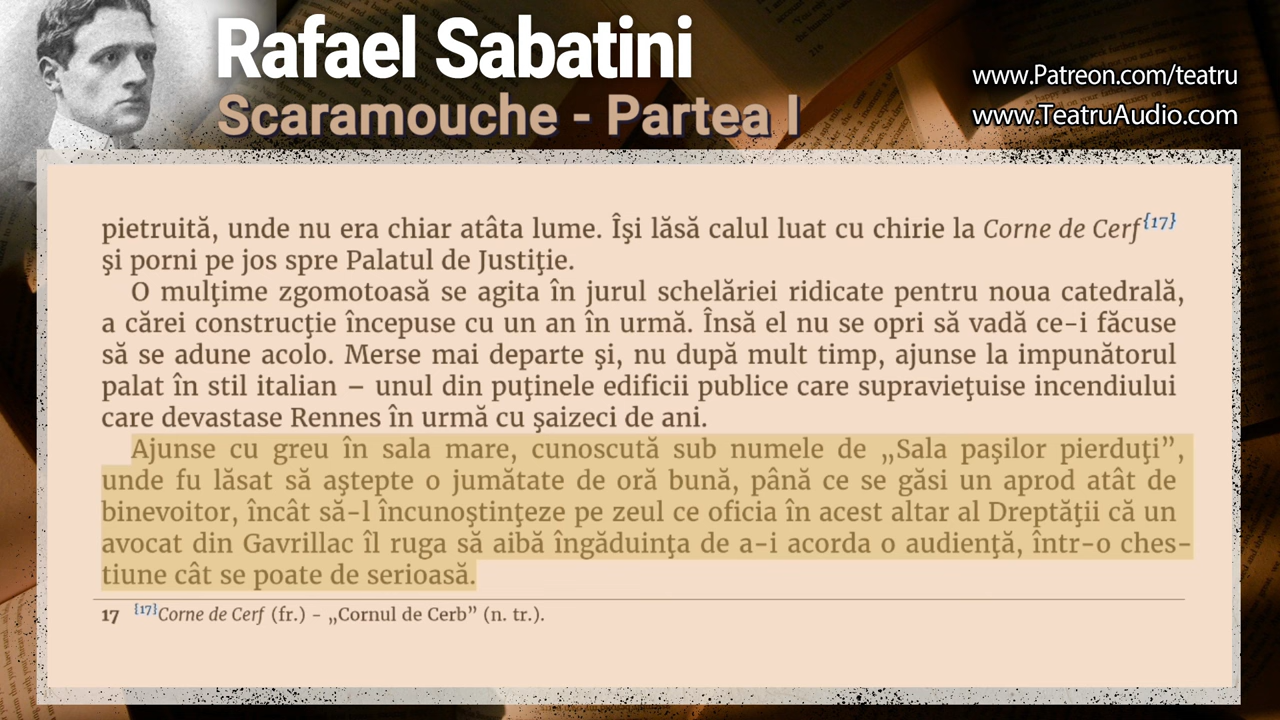 Rafael Sabatini
Scaramouche - Partea I
www.Patreon.com/teatru
www.TeatruAudio.com
pietruită, unde nu era chiar atâta lume. Îşi lăsă calul luat cu chirie la Corne de Cerf{17}
şi porni pe jos spre Palatul de Justiţie.
O mulţime zgomotoasă se agita în jurul schelăriei ridicate pentru noua catedrală,
a cărei construcţie începuse cu un an în urmă. Însă el nu se opri să vadă ce-i făcuse
să se adune acolo. Merse mai departe şi, nu după mult timp, ajunse la impunătorul
palat în stil italian – unul din puţinele edificii publice care supravieţuise incendiului
care devastase Rennes în urmă cu şaizeci de ani.
Ajunse cu greu în sala mare, cunoscută sub numele de „Sala paşilor pierduţi”,
unde fu lăsat să aştepte o jumătate de oră bună, până ce se găsi un aprod atât de
binevoitor, încât să-l încunoştinţeze pe zeul ce oficia în acest altar al Dreptăţii că un
avocat din Gavrillac îl ruga să aibă îngăduinţa de a-i acorda o audienţă, într-o ches-
tiune cât se poate de serioasă.
17 {17}Corne de Cerf (fr.) - „Cornul de Cerb” (n. tr.).